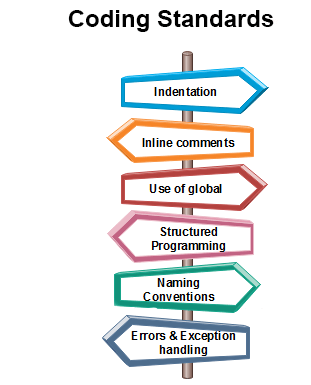 Coding Standards
Indentation
Inline comments
Use of global
Structured
Programming
Naming
Conventions
Errors & Exception
handling